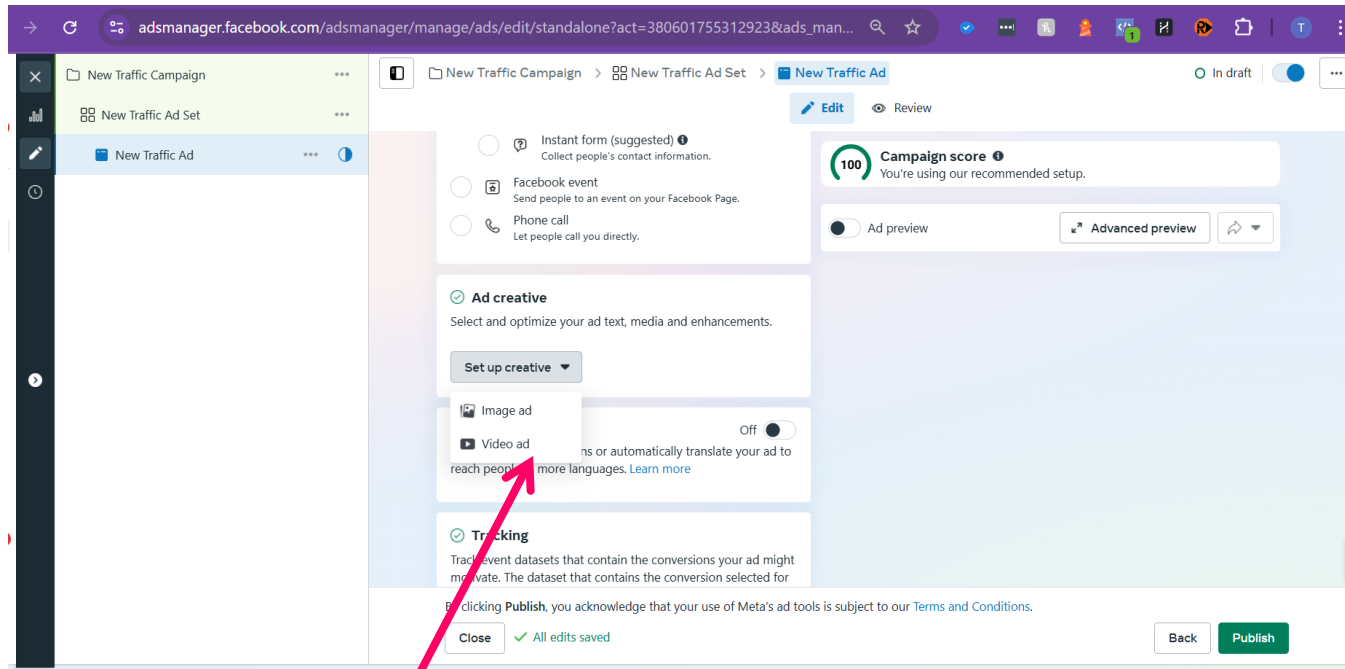 adsmanager.facebook.com/adsmanager/manage/ads/edit/standalone?act=380601755312923&ads_man...
1
T
New Traffic Campaign
New Traffic Ad Set
New Traffic Ad
New Traffic Campaign > New Traffic Ad Set > New Traffic Ad
In draft
Edit
Review
Instant form (suggested)
Collect people's contact information.
Facebook event
Send people to an event on your Facebook Page.
Phone call
Let people call you directly.
100
Campaign score
You're using our recommended setup.
Ad preview
Advanced preview
Ad creative
Select and optimize your ad text, media and enhancements.
Set up creative
Image ad
Video ad
Off
ns or automatically translate your ad to
reach people more languages. Learn more
Tracking
Track event datasets that contain the conversions your ad might
motivate. The dataset that contains the conversion selected for
By clicking Publish, you acknowledge that your use of Meta's ad tools is subject to our Terms and Conditions.
Close
All edits saved
Back
Publish